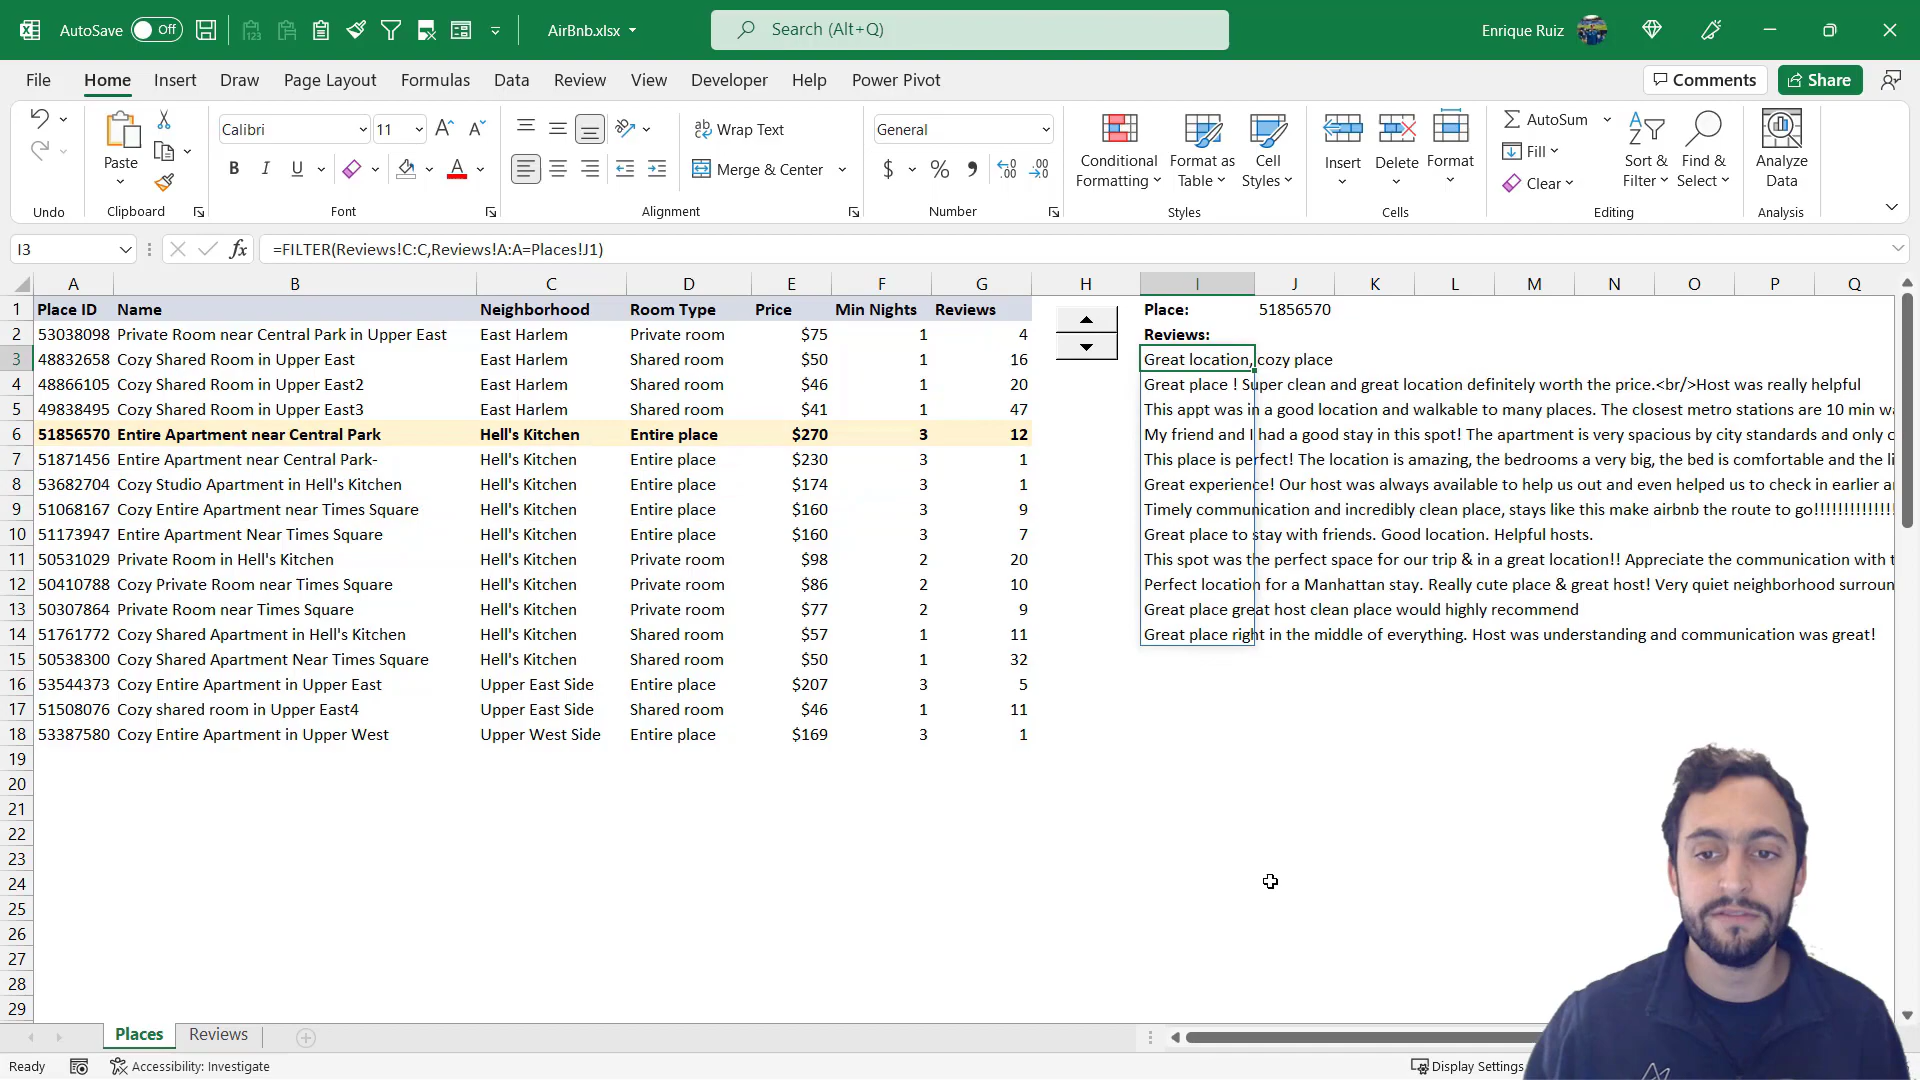 AutoSave Off AirBnb.xlsx Search (Alt+Q) Enrique Ruiz
File Home Insert Draw Page Layout Formulas Data Review View Developer Help Power Pivot Comments Share
Calibri 11 Wrap Text General AutoSum
Paste B I U Merge & Center $ % Conditional Formatting Format as Table Cell Styles Insert Delete Format Fill Clear Sort & Filter Find & Select Analyze Data
Undo Clipboard Font Alignment Number Styles Cells Editing Analysis
I3 fx =FILTER(Reviews!C:C,Reviews!A:A=Places!J1)
A B C D E F G H I J K L M N O P Q
1 Place ID Name Neighborhood Room Type Price Min Nights Reviews Place: 51856570
2 53038098 Private Room near Central Park in Upper East East Harlem Private room $75 1 4 Reviews:
3 48832658 Cozy Shared Room in Upper East East Harlem Shared room $50 1 16 Great location, cozy place
4 48866105 Cozy Shared Room in Upper East2 East Harlem Shared room $46 1 20 Great place ! Super clean and great location definitely worth the price.<br/>Host was really helpful
5 49838495 Cozy Shared Room in Upper East3 East Harlem Shared room $41 1 47 This appt was in a good location and walkable to many places. The closest metro stations are 10 min
6 51856570 Entire Apartment near Central Park Hell's Kitchen Entire place $270 3 12 My friend and I had a good stay in this spot! The apartment is very spacious by city standards and only
7 51871456 Entire Apartment near Central Park- Hell's Kitchen Entire place $230 3 1 This place is perfect! The location is amazing, the bedrooms a very big, the bed is comfortable and the
8 53682704 Cozy Studio Apartment in Hell's Kitchen Hell's Kitchen Entire place $174 3 1 Great experience! Our host was always available to help us out and even helped us to check in earlier
9 51068167 Cozy Entire Apartment near Times Square Hell's Kitchen Entire place $160 3 9 Timely communication and incredibly clean place, stays like this make airbnb the route to go!!!!!!!!!!!!!!
10 51173947 Entire Apartment Near Times Square Hell's Kitchen Entire place $160 3 7 Great place to stay with friends. Good location. Helpful hosts.
11 50531029 Private Room in Hell's Kitchen Hell's Kitchen Private room $98 2 20 This spot was the perfect space for our trip & in a great location!! Appreciate the communication with
12 50410788 Cozy Private Room near Times Square Hell's Kitchen Private room $86 2 10 Perfect location for a Manhattan stay. Really cute place & great host! Very quiet neighborhood
13 50307864 Private Room near Times Square Hell's Kitchen Private room $77 2 9 Great place great host clean place would highly recommend
14 51761772 Cozy Shared Apartment in Hell's Kitchen Hell's Kitchen Shared room $57 1 11 Great place right in the middle of everything. Host was understanding and communication was great!
15 50538300 Cozy Shared Apartment Near Times Square Hell's Kitchen Shared room $50 1 32
16 53544373 Cozy Entire Apartment in Upper East Upper East Side Entire place $207 3 5
17 51508076 Cozy shared room in Upper East4 Upper East Side Shared room $46 1 11
18 53387580 Cozy Entire Apartment in Upper West Upper West Side Entire place $169 3 1
19
20
21
22
23
24
25
26
27
28
29
Places Reviews
Ready Accessibility: Investigate Display Settings